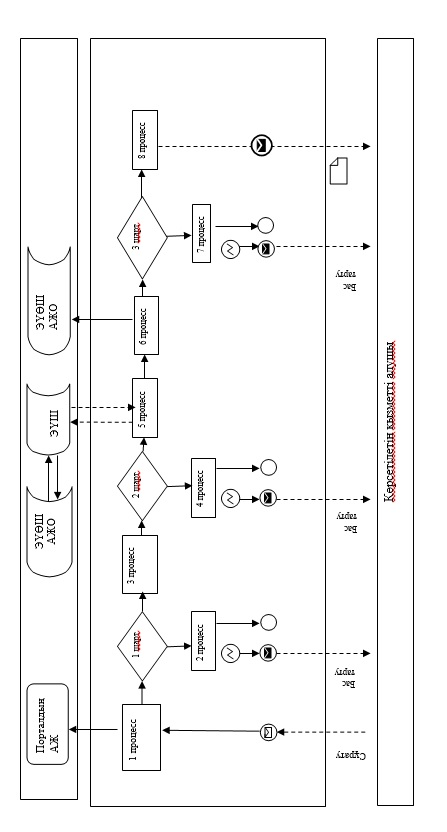 Порталдың
АЖ
ЭҮӨШ
АЖО
ЭҮШ
ЭҮӨШ
АЖО
1 процесс
1 шарт
3 процесс
2 шарт
5 процесс
6 процесс
3 шарт
8 процесс
2 процесс
4 процесс
7 процесс
Сұрату
Бас
тарту
Бас
тарту
Бас
тарту
Көрсетілетін қызметті алушы